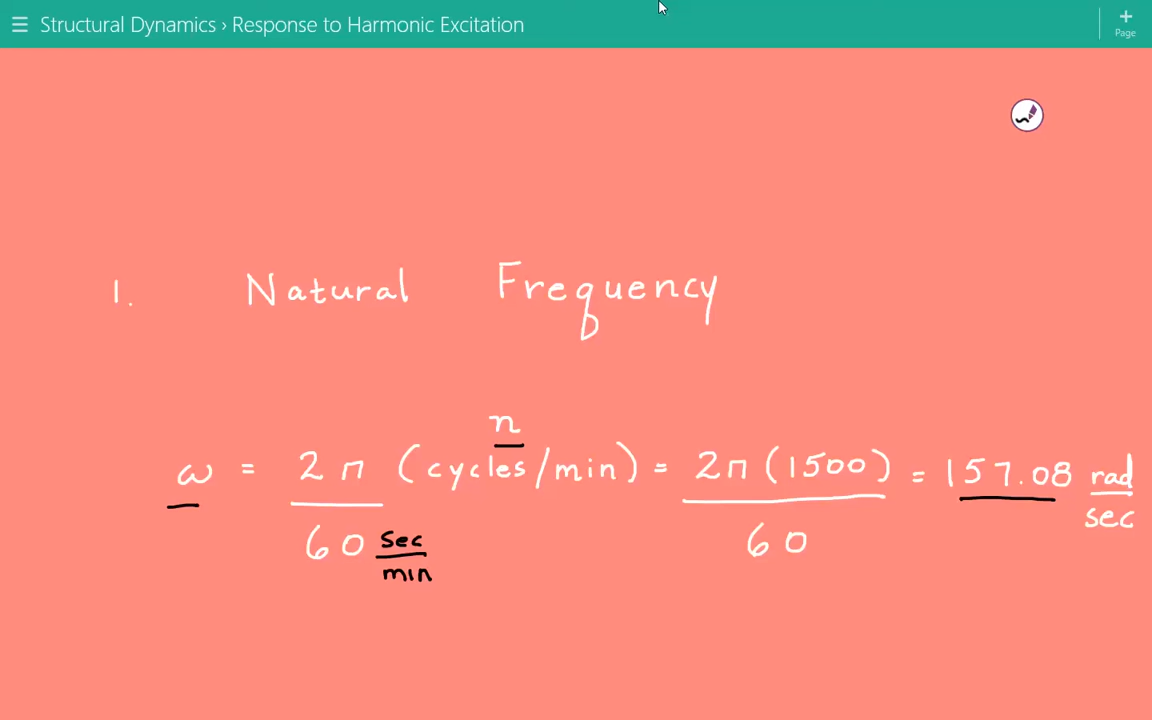 Structural Dynamics › Response to Harmonic Excitation
Page
1. Natural Frequency
n
ω = 2π (cycles/min) = 2π(1500) = 157.08 rad
60 sec 60 sec
min